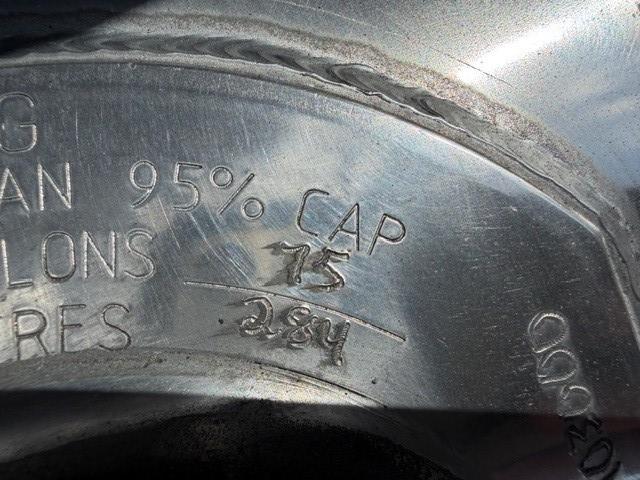 G
AN 95% CAP
LONS 75
RES 284